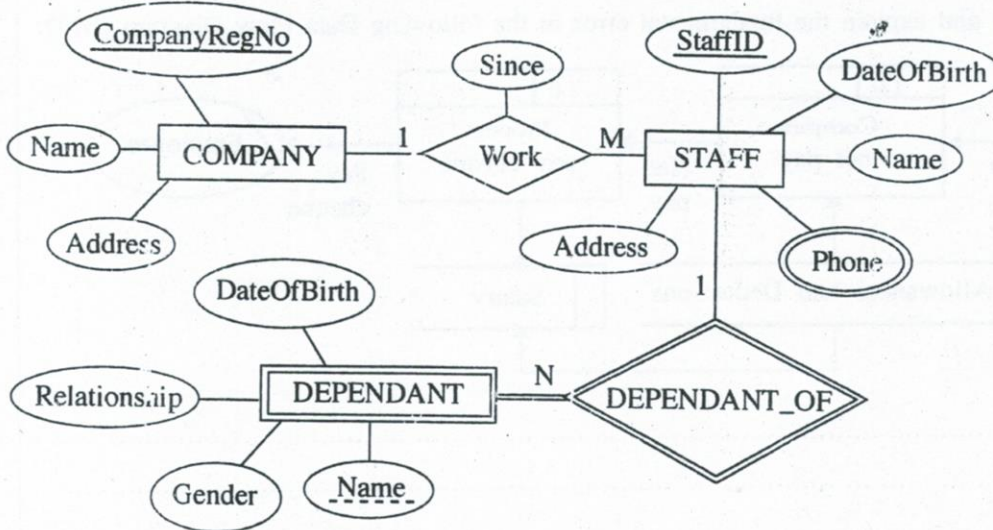 CompanyRegNo
StaffID
Since
DateOfBirth
Name
COMPANY
1
Work
M
STAFF
Name
Address
Address
Phone
DateOfBirth
1
Relationship
DEPENDANT
N
DEPENDANT_OF
Gender
Name